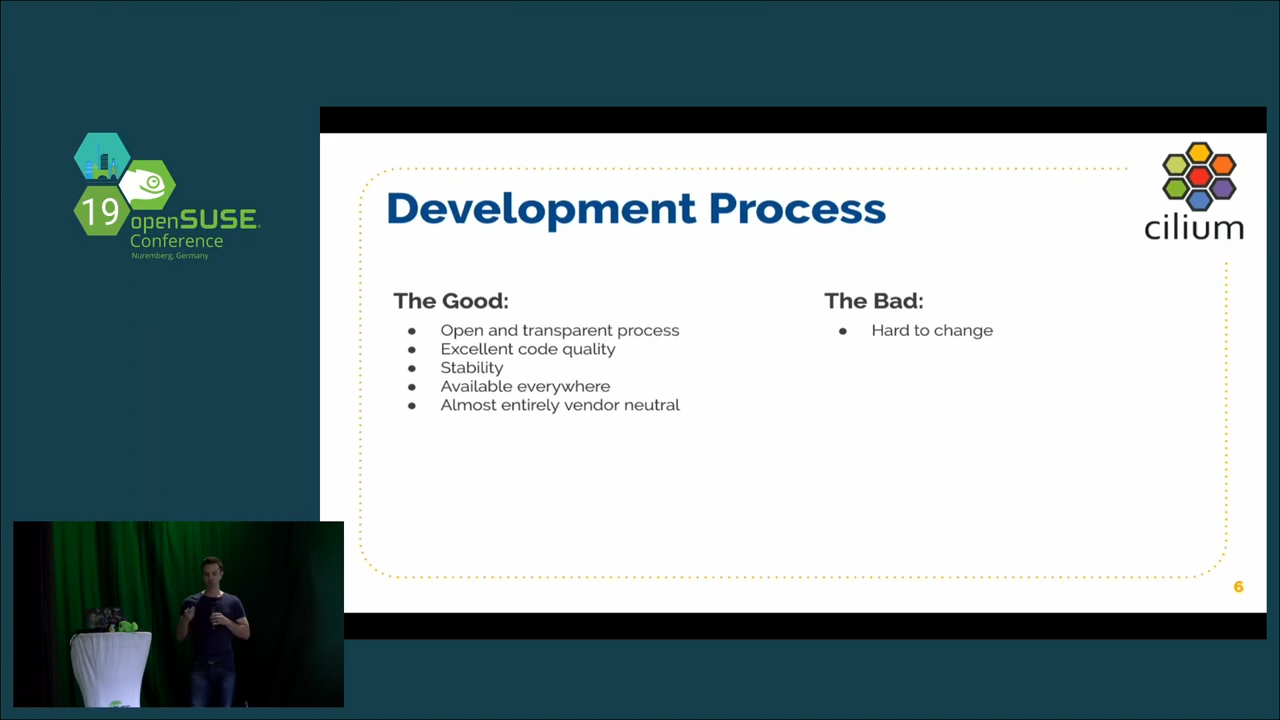 19
openSUSE
Conference
Nuremberg, Germany
cilium
Development Process
The Good:
● Open and transparent process
● Excellent code quality
● Stability
● Available everywhere
● Almost entirely vendor neutral
The Bad:
● Hard to change
6